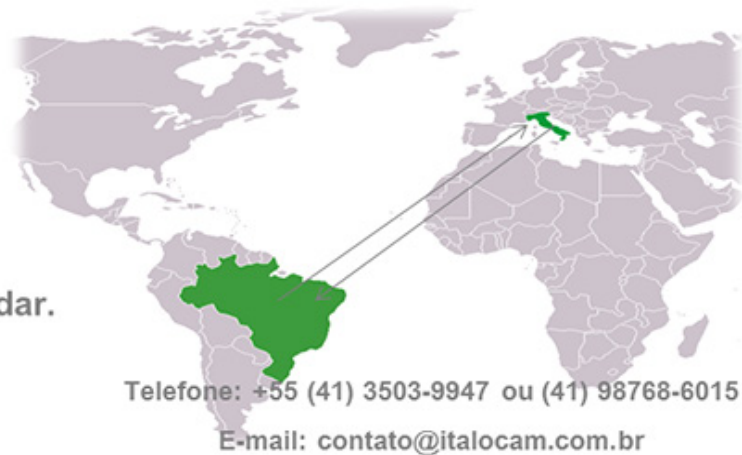 dar.
Telefone: +55 (41) 3503-9947 ou (41) 98768-6015
E-mail: contato@italocam.com.br